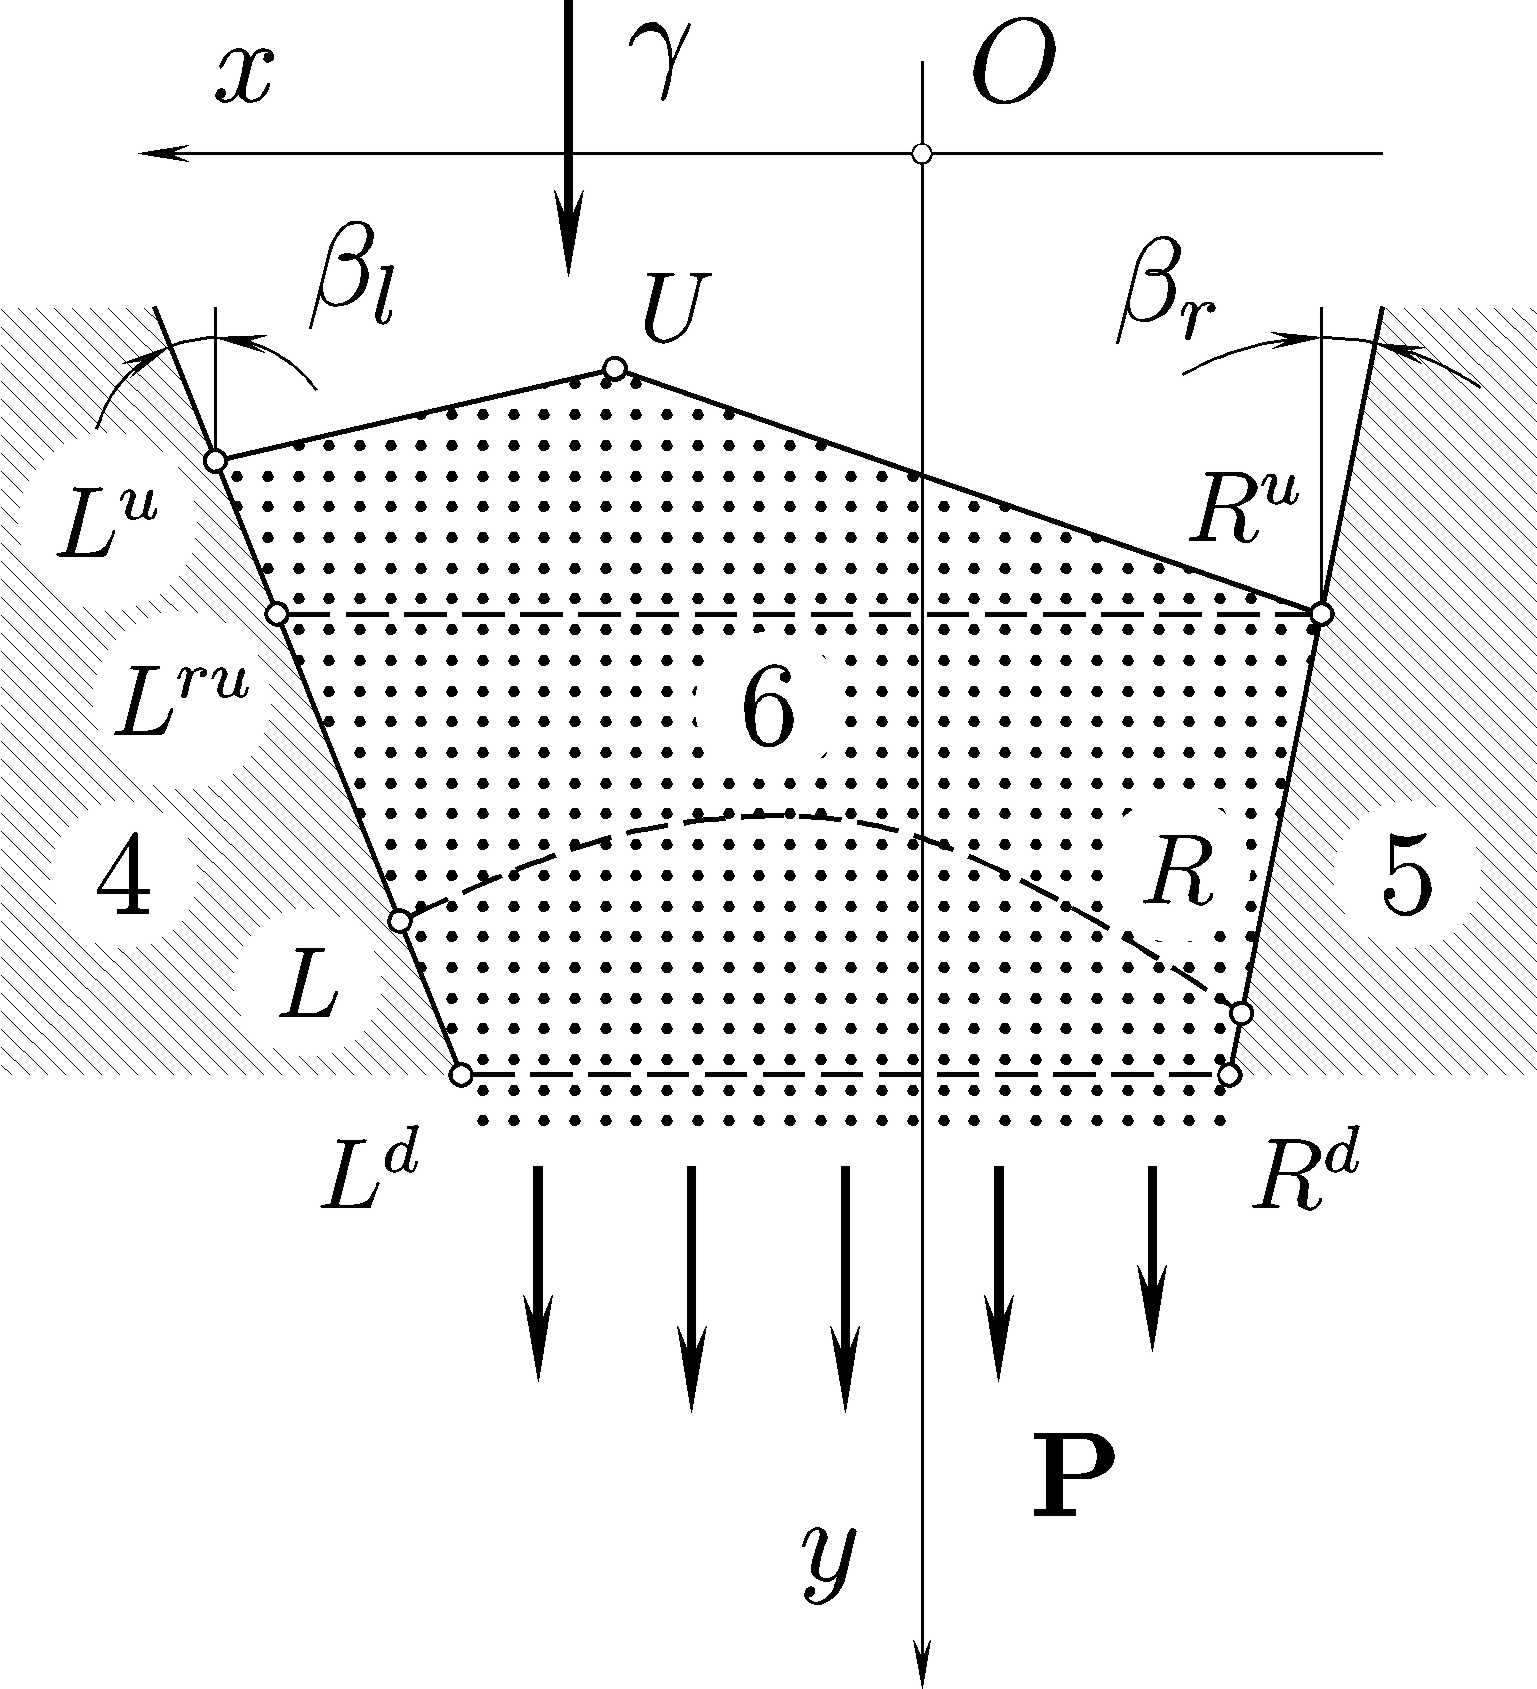 x γ O
β_l U β_r
L^u R^u
L^{ru} 6
4 R 5
L
L^d R^d
P
y